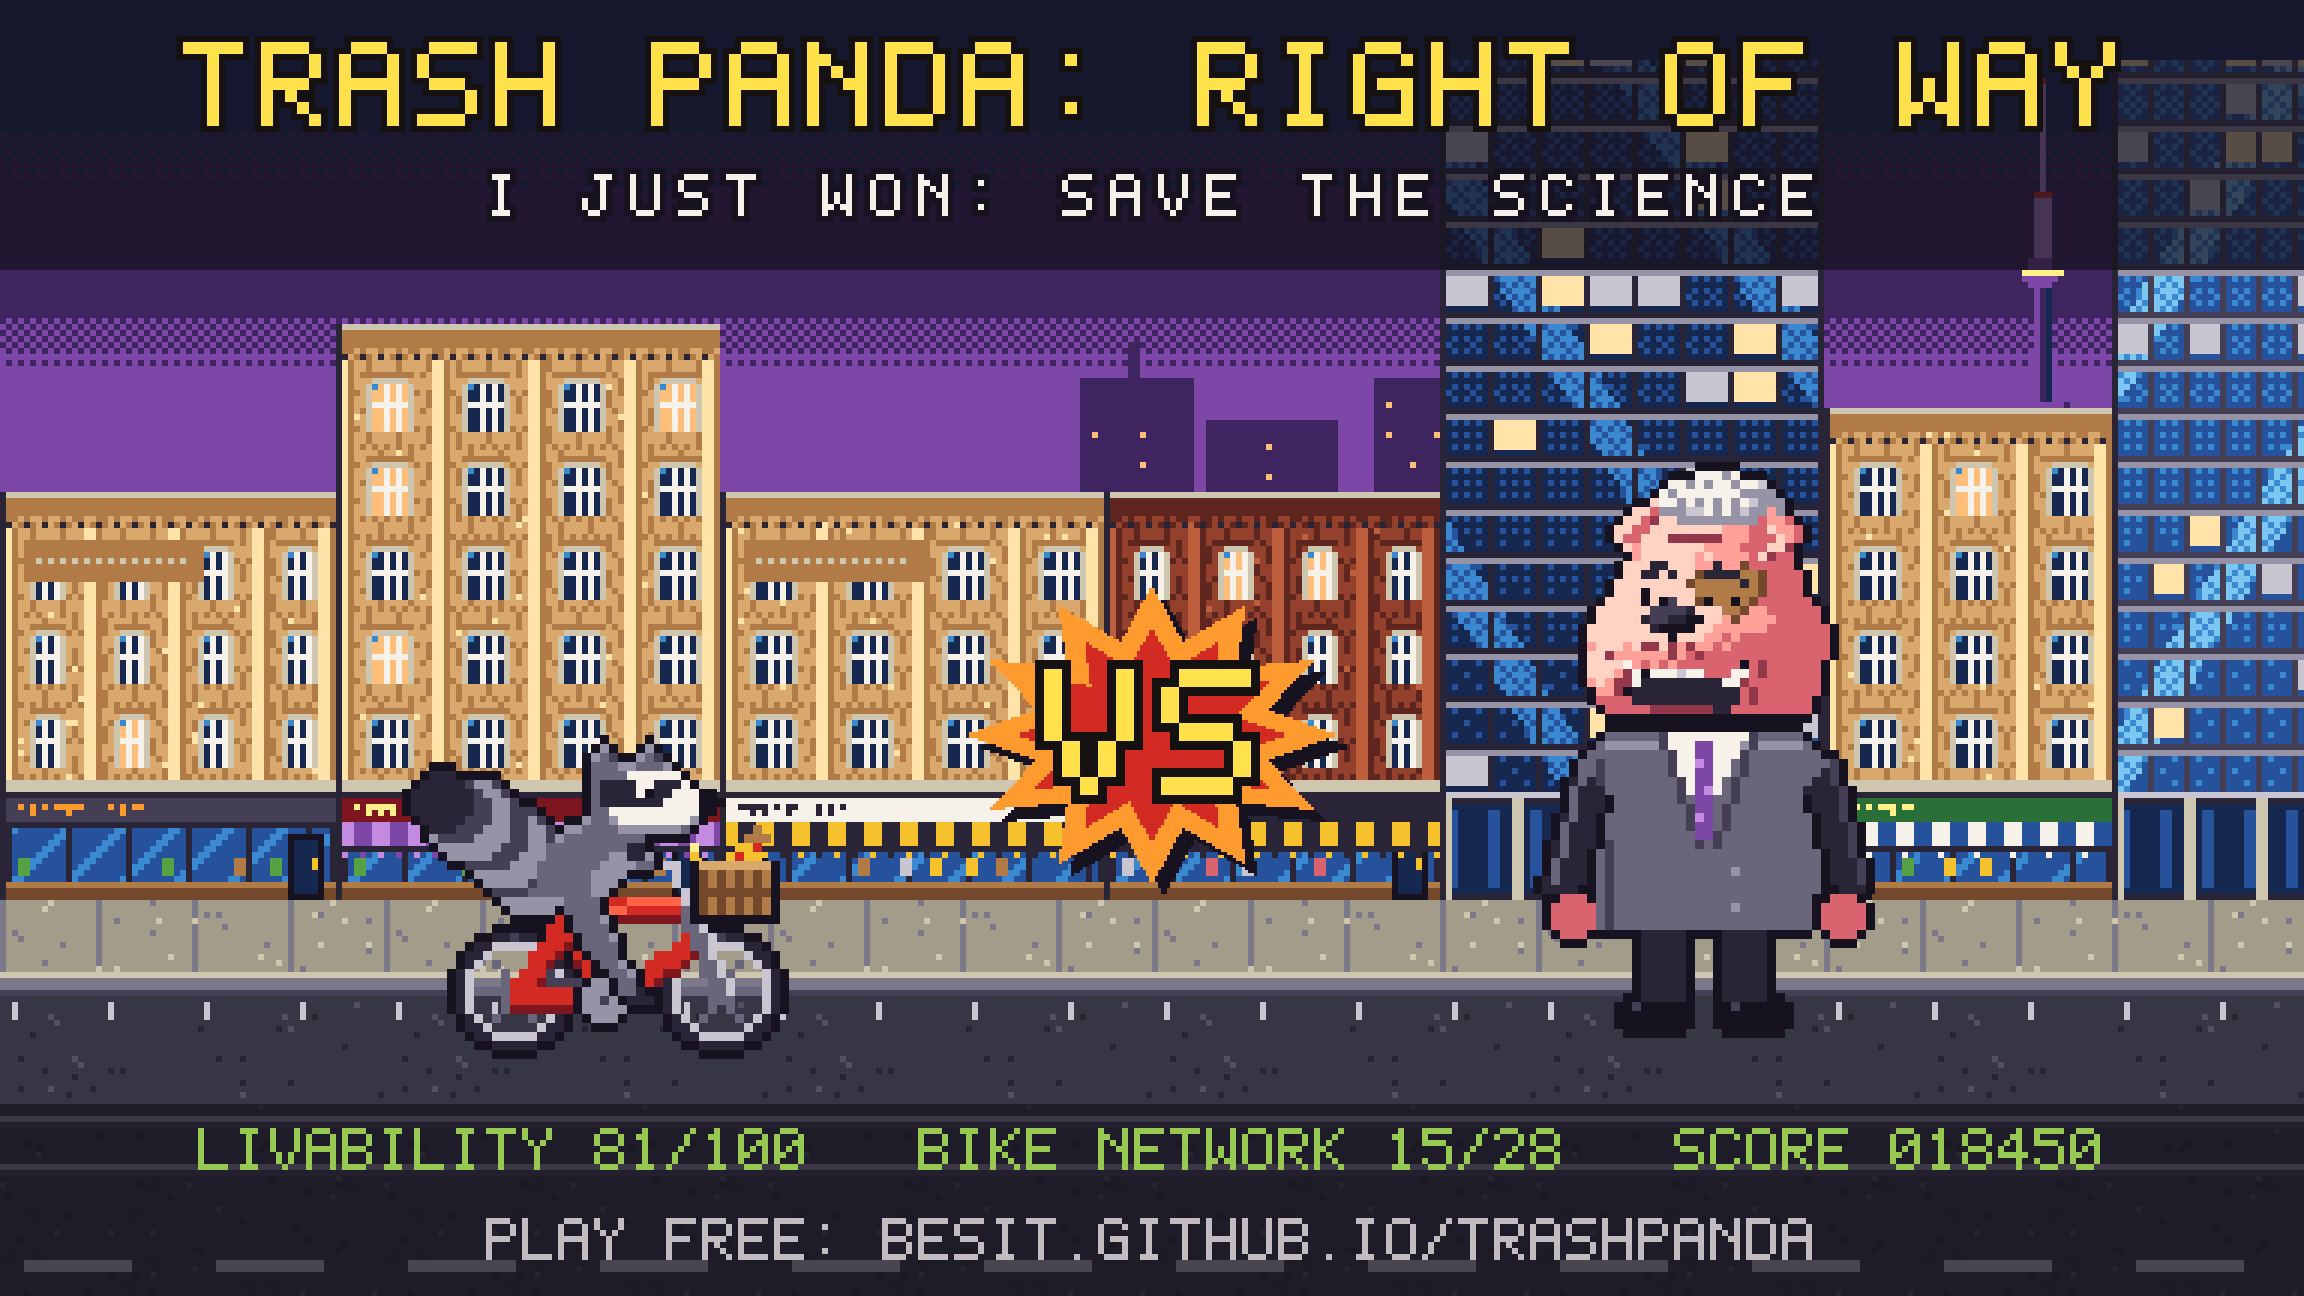 TRASH PANDA: RIGHT OF WAY
I JUST WON: SAVE THE SCIENCE
VS
LIVABILITY 81/100 BIKE NETWORK 15/28 SCORE 018450
PLAY FREE: BESIT.GITHUB.IO/TRASHPANDA